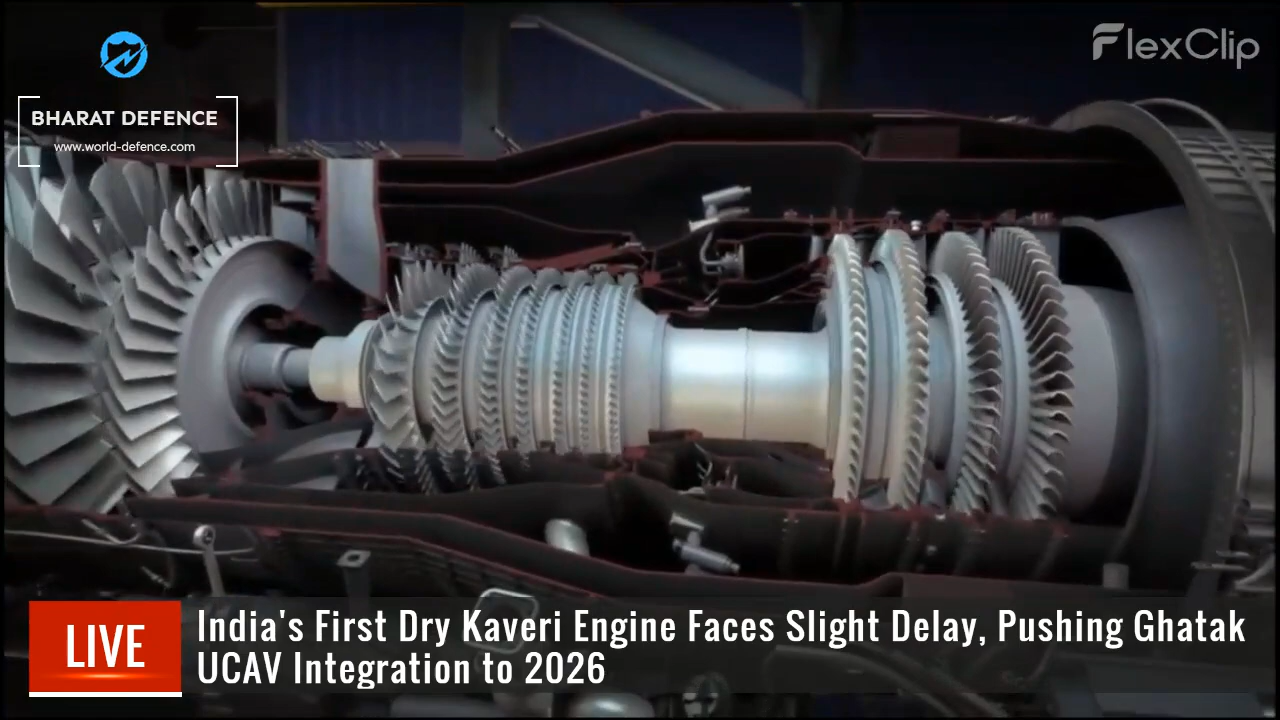 FlexClip
BHARAT DEFENCE
www.world-defence.com
LIVE
India's First Dry Kaveri Engine Faces Slight Delay, Pushing Ghatak
UCAV Integration to 2026